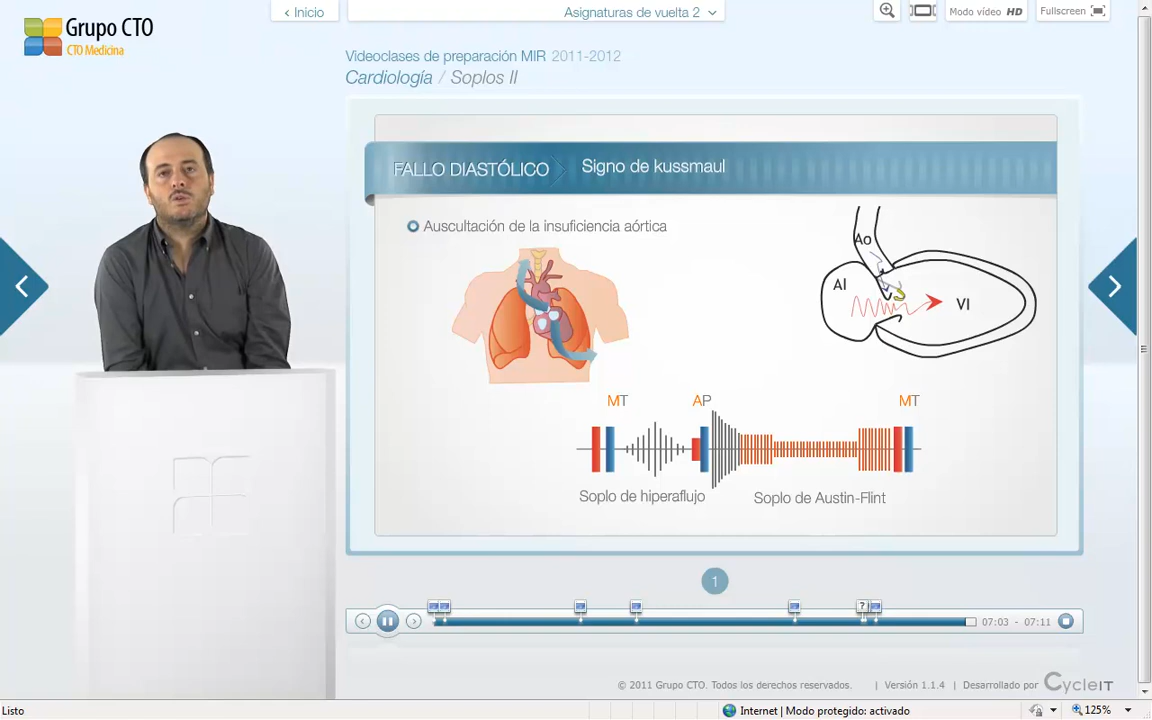 Grupo CTO
CTO Medicina
‹ Inicio
Asignaturas de vuelta 2
Modo vídeo HD
Fullscreen
Videoclases de preparación MIR 2011-2012
Cardiología / Soplos II
FALLO DIASTÓLICO
Signo de kussmaul
Auscultación de la insuficiencia aórtica
Ao
AI
VI
MT
AP
MT
Soplo de hiperaflujo
Soplo de Austin-Flint
1
?
07:03 - 07:11
© 2011 Grupo CTO. Todos los derechos reservados.
| Versión 1.1.4
| Desarrollado por
CycleIT
Listo
Internet | Modo protegido: activado
125%